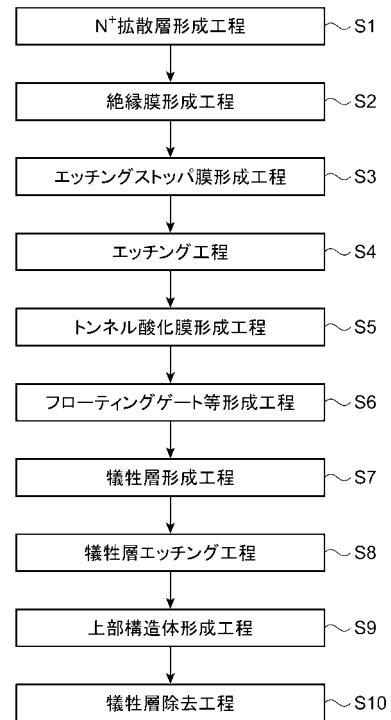 N⁺拡散層形成工程 S1
絶縁膜形成工程 S2
エッチングストッパ膜形成工程 S3
エッチング工程 S4
トンネル酸化膜形成工程 S5
フローティングゲート等形成工程 S6
犠牲層形成工程 S7
犠牲層エッチング工程 S8
上部構造体形成工程 S9
犠牲層除去工程 S10